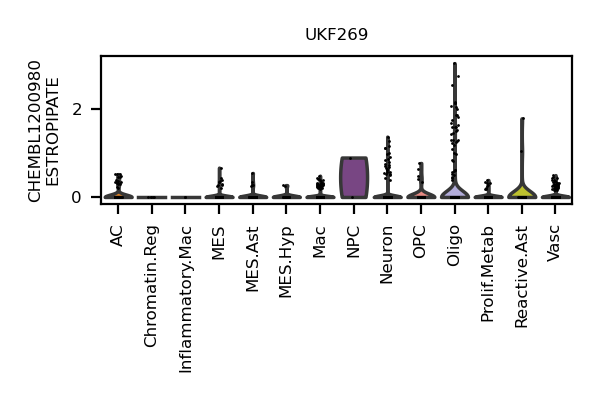 UKF269
CHEMBL1200980
ESTROPIPATE
2
0
AC
Chromatin.Reg
Inflammatory.Mac
MES
MES.Ast
MES.Hyp
Mac
NPC
Neuron
OPC
Oligo
Prolif.Metab
Reactive.Ast
Vasc